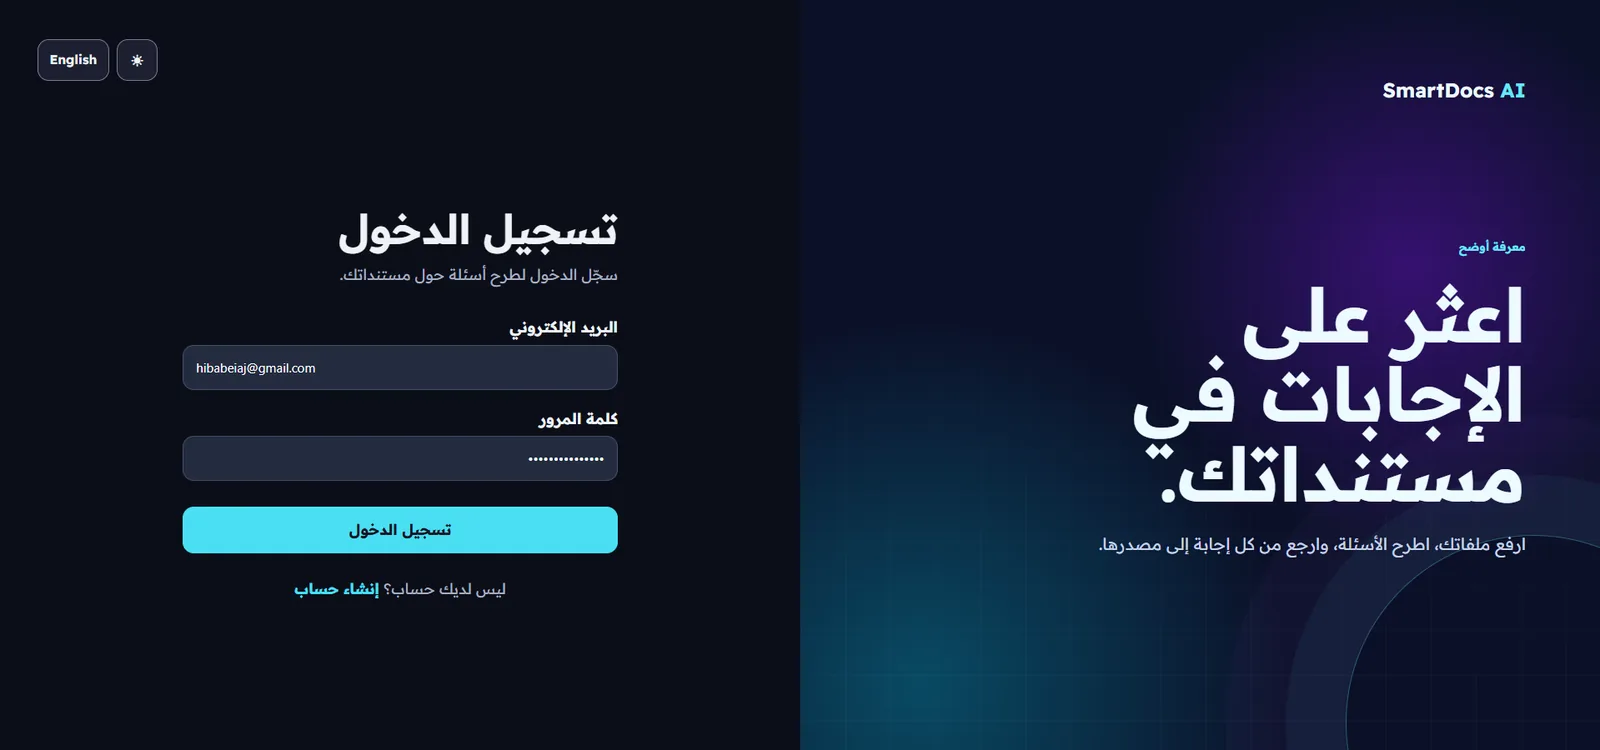 SmartDocs AI
معرفة أوضح
اعثر على
الإجابات في
مستنداتك.
ارفع ملفاتك، اطرح الأسئلة، وارجع من كل إجابة إلى مصدرها.
English
تسجيل الدخول
سجّل الدخول لطرح أسئلة حول مستنداتك.
البريد الإلكتروني
hibabeiaj@gmail.com
كلمة المرور
تسجيل الدخول
ليس لديك حساب؟ إنشاء حساب